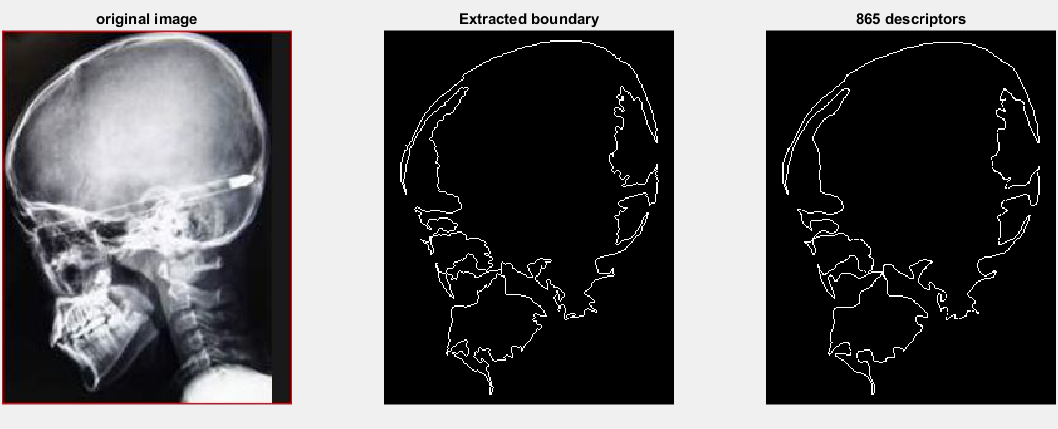 original image
Extracted boundary
865 descriptors